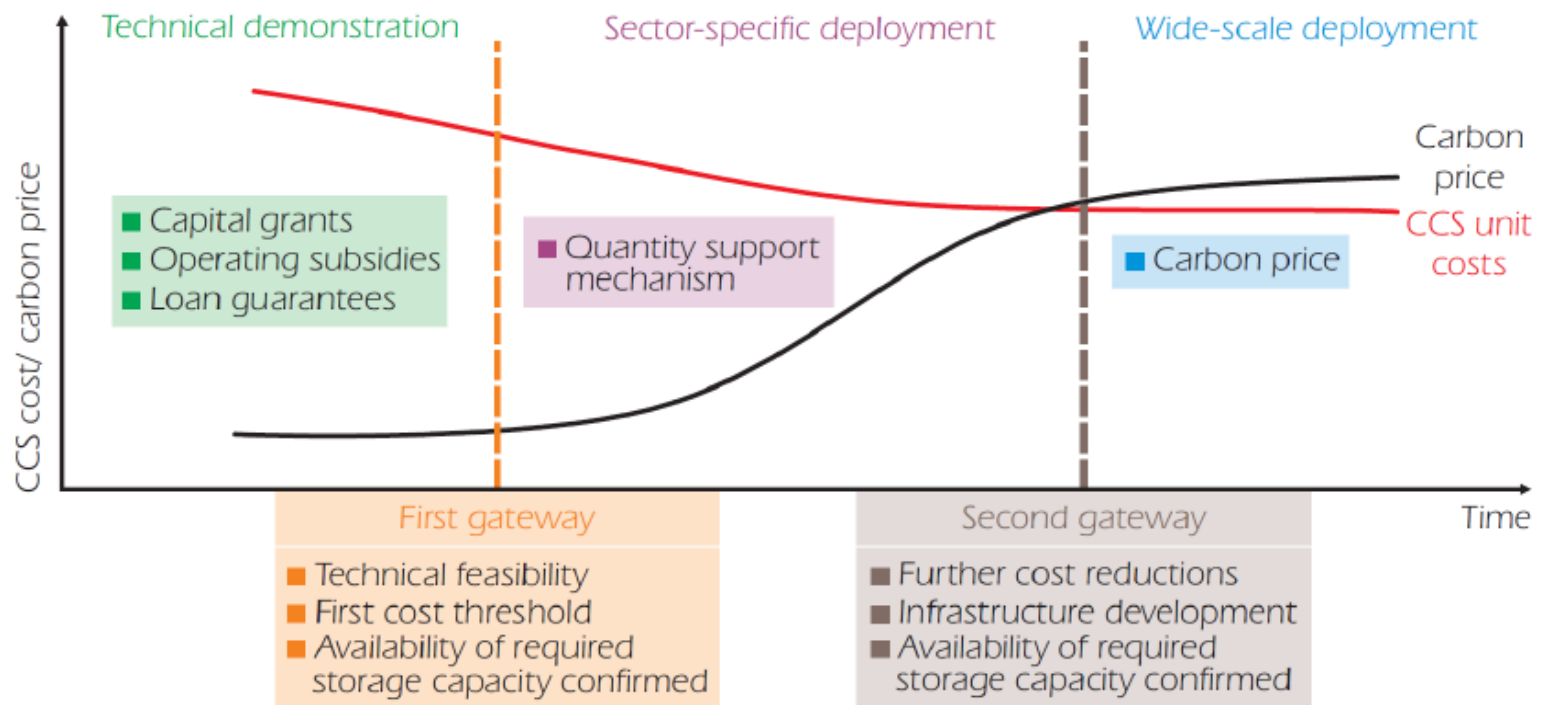 Technical demonstration
Sector-specific deployment
Wide-scale deployment
CCS cost/ carbon price
Capital grants
Operating subsidies
Loan guarantees
Quantity support
mechanism
Carbon price
Carbon
price
CCS unit
costs
Time
First gateway
Technical feasibility
First cost threshold
Availability of required
storage capacity confirmed
Second gateway
Further cost reductions
Infrastructure development
Availability of required
storage capacity confirmed